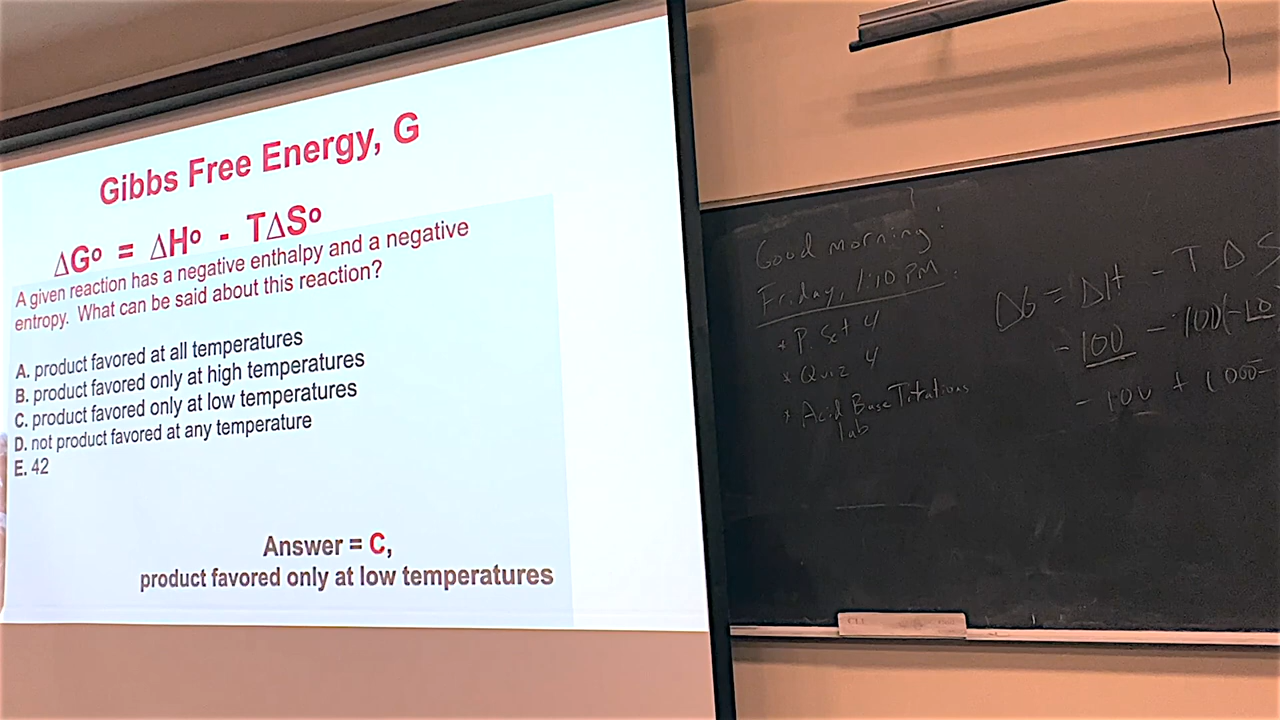 Gibbs Free Energy, G
ΔGº = ΔHº - TΔSº
A given reaction has a negative enthalpy and a negative
entropy. What can be said about this reaction?
A. product favored at all temperatures
B. product favored only at high temperatures
C. product favored only at low temperatures
D. not product favored at any temperature
E. 42
Answer = C,
product favored only at low temperatures
Good morning!
Friday, 1:10 PM.
* P. Set 4
* Quiz 4
* Acid Base Titrations
lab
ΔG = ΔH - T Δ S
-100 - 100(-10
-100 + 1000